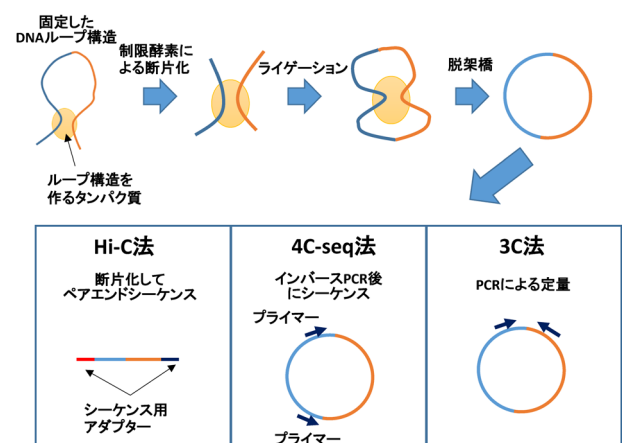 固定した
DNAループ構造
制限酵素に
よる断片化
ライゲーション
脱架橋
ループ構造を
作るタンパク質
Hi-C法
断片化して
ペアエンドシーケンス
シーケンス用
アダプター
4C-seq法
インバースPCR後
にシーケンス
プライマー
プライマー
3C法
PCRによる定量